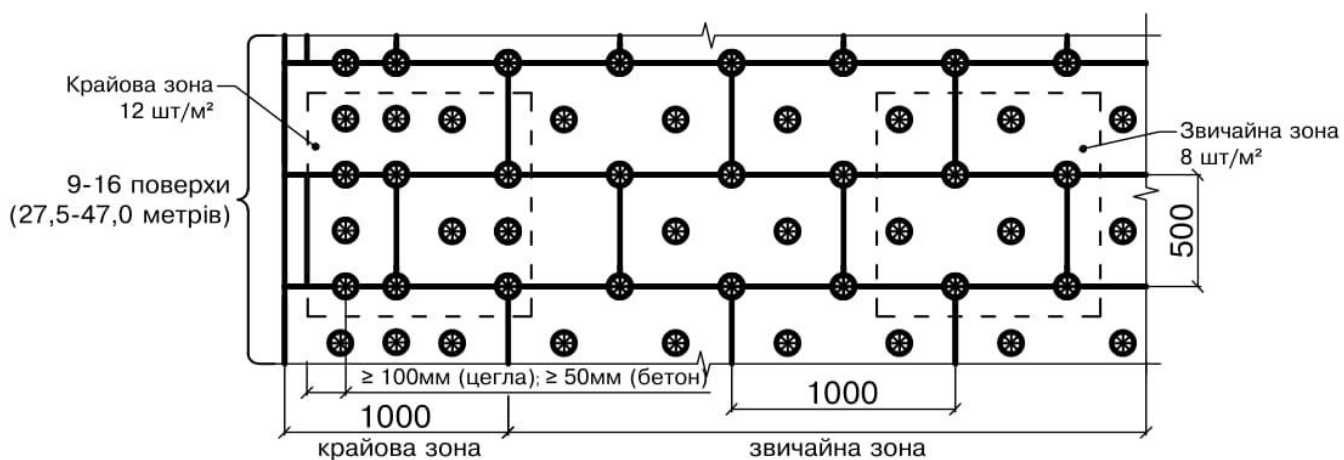 Крайова зона
12 шт/м²
Звичайна зона
8 шт/м²
9-16 поверхи
(27,5-47,0 метрів)
500
≥ 100мм (цегла); ≥ 50мм (бетон)
1000
1000
крайова зона
звичайна зона